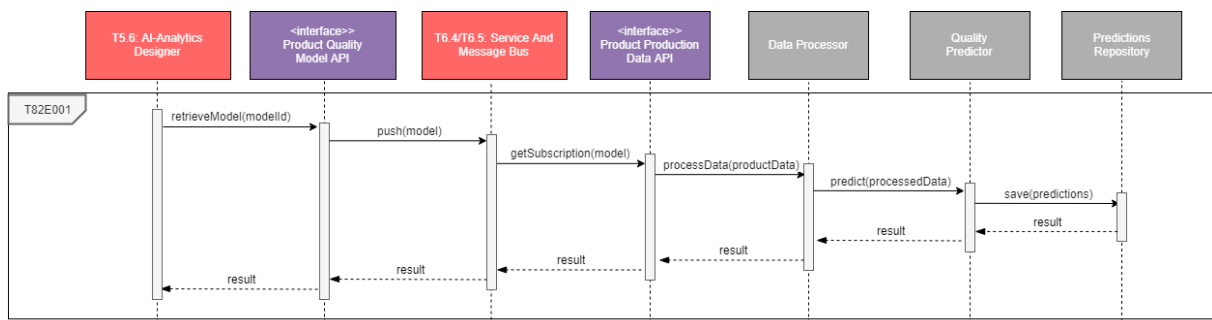 T5.6: AI-Analytics
Designer
<interface>>
Product Quality
Model API
T6.4/T6.5: Service And
Message Bus
<interface>>
Product Production
Data API
Data Processor
Quality
Predictor
Predictions
Repository
T82E001
retrieveModel(modelId)
push(model)
getSubscription(model)
processData(productData)
predict(processedData)
save(predictions)
result
result
result
result
result
result